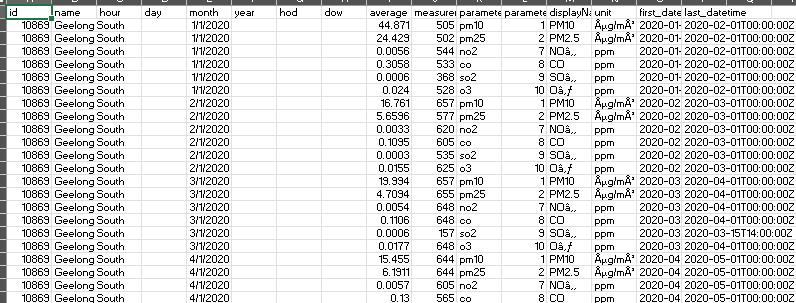 id name hour day month year hod dow average measurem paramete paramete displayNa unit first_date last_datetime
10869 Geelong South 1/1/2020 44.871 505 pm10 1 PM10 Âµg/mÂ³ 2020-01- 2020-02-01T00:00:00Z
10869 Geelong South 1/1/2020 24.429 502 pm25 2 PM2.5 Âµg/mÂ³ 2020-01- 2020-02-01T00:00:00Z
10869 Geelong South 1/1/2020 0.0056 544 no2 7 NOâ‚‚ ppm 2020-01- 2020-02-01T00:00:00Z
10869 Geelong South 1/1/2020 0.3058 533 co 8 CO ppm 2020-01- 2020-02-01T00:00:00Z
10869 Geelong South 1/1/2020 0.0006 368 so2 9 SOâ‚‚ ppm 2020-01- 2020-02-01T00:00:00Z
10869 Geelong South 1/1/2020 0.024 528 o3 10 Oâ‚ƒ ppm 2020-01- 2020-02-01T00:00:00Z
10869 Geelong South 2/1/2020 16.761 657 pm10 1 PM10 Âµg/mÂ³ 2020-02 2020-03-01T00:00:00Z
10869 Geelong South 2/1/2020 5.6596 577 pm25 2 PM2.5 Âµg/mÂ³ 2020-02 2020-03-01T00:00:00Z
10869 Geelong South 2/1/2020 0.0033 620 no2 7 NOâ‚‚ ppm 2020-02 2020-03-01T00:00:00Z
10869 Geelong South 2/1/2020 0.1095 605 co 8 CO ppm 2020-02 2020-03-01T00:00:00Z
10869 Geelong South 2/1/2020 0.0003 535 so2 9 SOâ‚‚ ppm 2020-02 2020-03-01T00:00:00Z
10869 Geelong South 2/1/2020 0.0155 625 o3 10 Oâ‚ƒ ppm 2020-02 2020-03-01T00:00:00Z
10869 Geelong South 3/1/2020 19.994 657 pm10 1 PM10 Âµg/mÂ³ 2020-03 2020-04-01T00:00:00Z
10869 Geelong South 3/1/2020 4.7094 655 pm25 2 PM2.5 Âµg/mÂ³ 2020-03 2020-04-01T00:00:00Z
10869 Geelong South 3/1/2020 0.0054 648 no2 7 NOâ‚‚ ppm 2020-03 2020-04-01T00:00:00Z
10869 Geelong South 3/1/2020 0.1106 648 co 8 CO ppm 2020-03 2020-04-01T00:00:00Z
10869 Geelong South 3/1/2020 0.0006 157 so2 9 SOâ‚‚ ppm 2020-03 2020-03-15T14:00:00Z
10869 Geelong South 3/1/2020 0.0177 648 o3 10 Oâ‚ƒ ppm 2020-03 2020-04-01T00:00:00Z
10869 Geelong South 4/1/2020 15.455 644 pm10 1 PM10 Âµg/mÂ³ 2020-04 2020-05-01T00:00:00Z
10869 Geelong South 4/1/2020 6.1911 644 pm25 2 PM2.5 Âµg/mÂ³ 2020-04 2020-05-01T00:00:00Z
10869 Geelong South 4/1/2020 0.0057 605 no2 7 NOâ‚‚ ppm 2020-04 2020-05-01T00:00:00Z
10869 Geelong South 4/1/2020 0.13 565 co 8 CO ppm 2020-04 2020-05-01T00:00:00Z